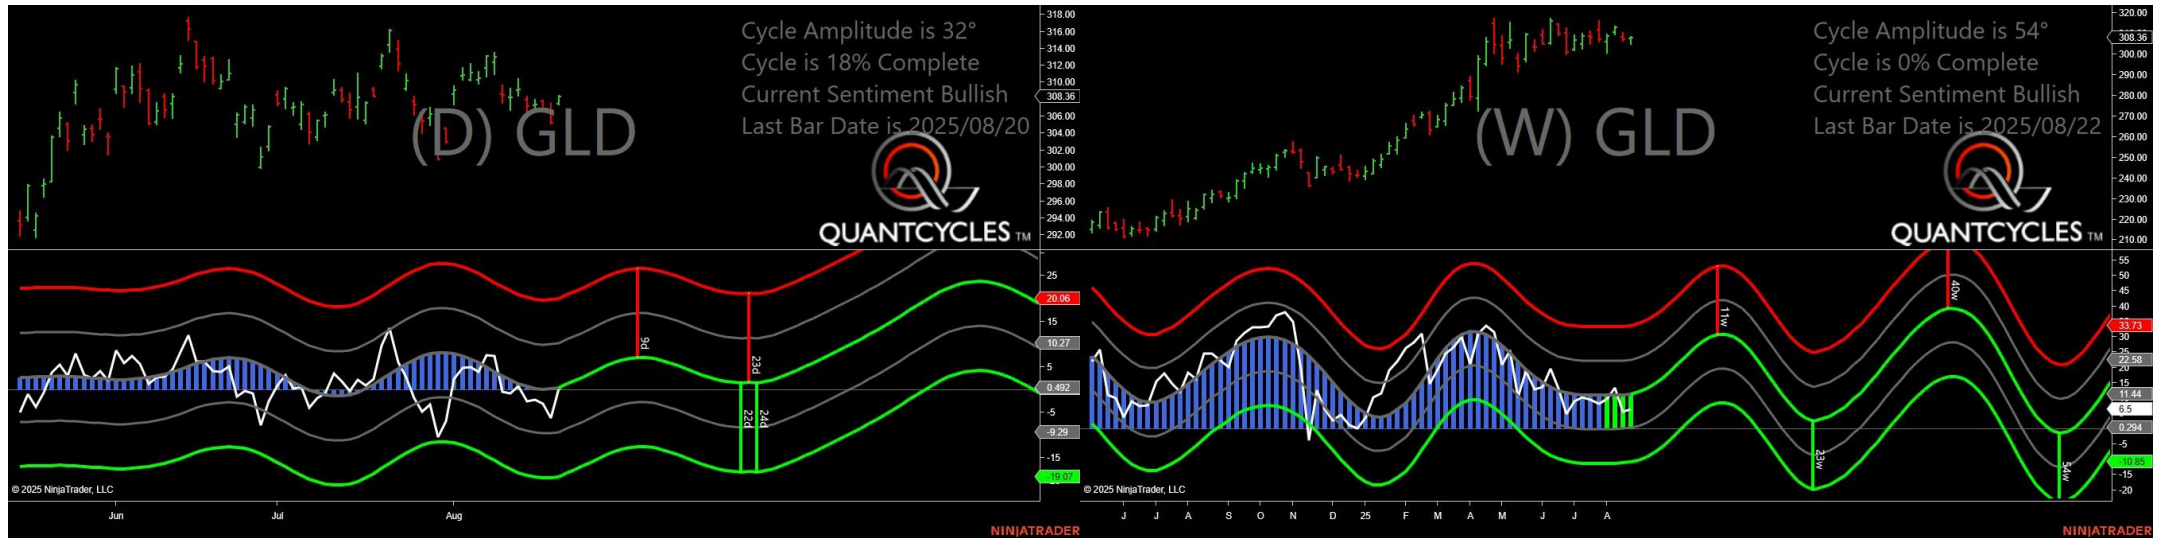 Cycle Amplitude is 32°
Cycle is 18% Complete
Current Sentiment Bullish
Last Bar Date is 2025/08/20
(D) GLD
QUANTCYCLES TM
318.00
316.00
314.00
312.00
310.00
308.36
306.00
304.00
302.00
300.00
298.00
296.00
294.00
292.00
25
20.06
15
10.27
5
0.492
-5
-9.29
-15
-19.07
9d
23d
22d
24d
© 2025 NinjaTrader, LLC
Jun Jul Aug
NINJATRADER
Cycle Amplitude is 54°
Cycle is 0% Complete
Current Sentiment Bullish
Last Bar Date is 2025/08/22
(W) GLD
QUANTCYCLES TM
320.00
308.36
300.00
290.00
280.00
270.00
260.00
250.00
240.00
230.00
220.00
210.00
55
50
45
40
33.73
30
22.58
20
15
11.44
6.5
0.294
-5
-10.85
-15
-20
11w
40w
23w
54w
© 2025 NinjaTrader, LLC
J J A S O N D 25 F M A M J J A
NINJATRADER